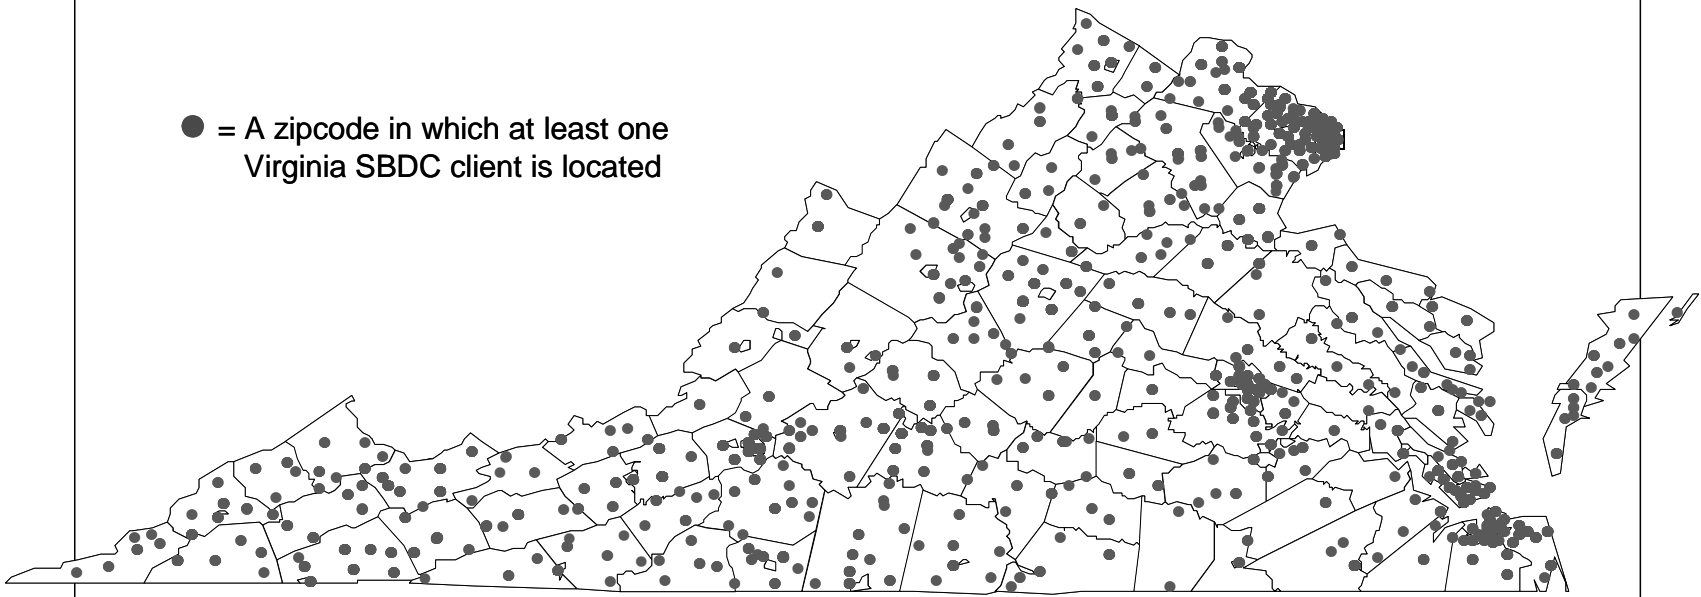 = A zipcode in which at least one
Virginia SBDC client is located